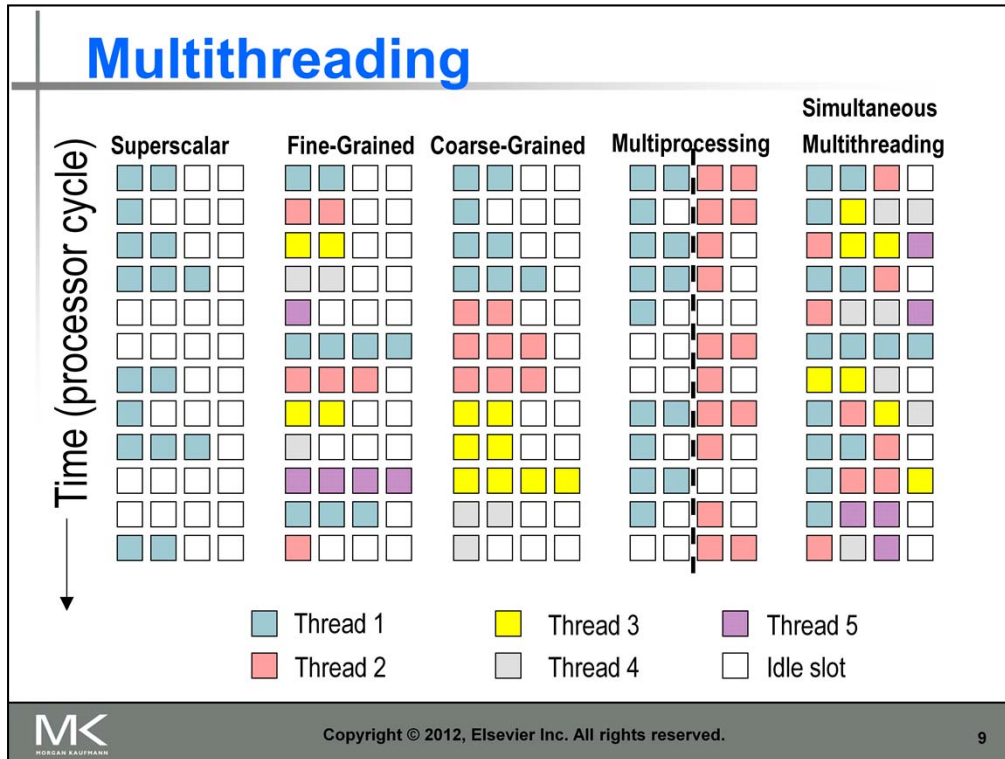 Multithreading
Superscalar
Fine-Grained
Coarse-Grained
Multiprocessing
Simultaneous
Multithreading
Time (processor cycle)
Thread 1
Thread 3
Thread 5
Thread 2
Thread 4
Idle slot
MK
MORGAN KAUFMANN
Copyright © 2012, Elsevier Inc. All rights reserved.
9